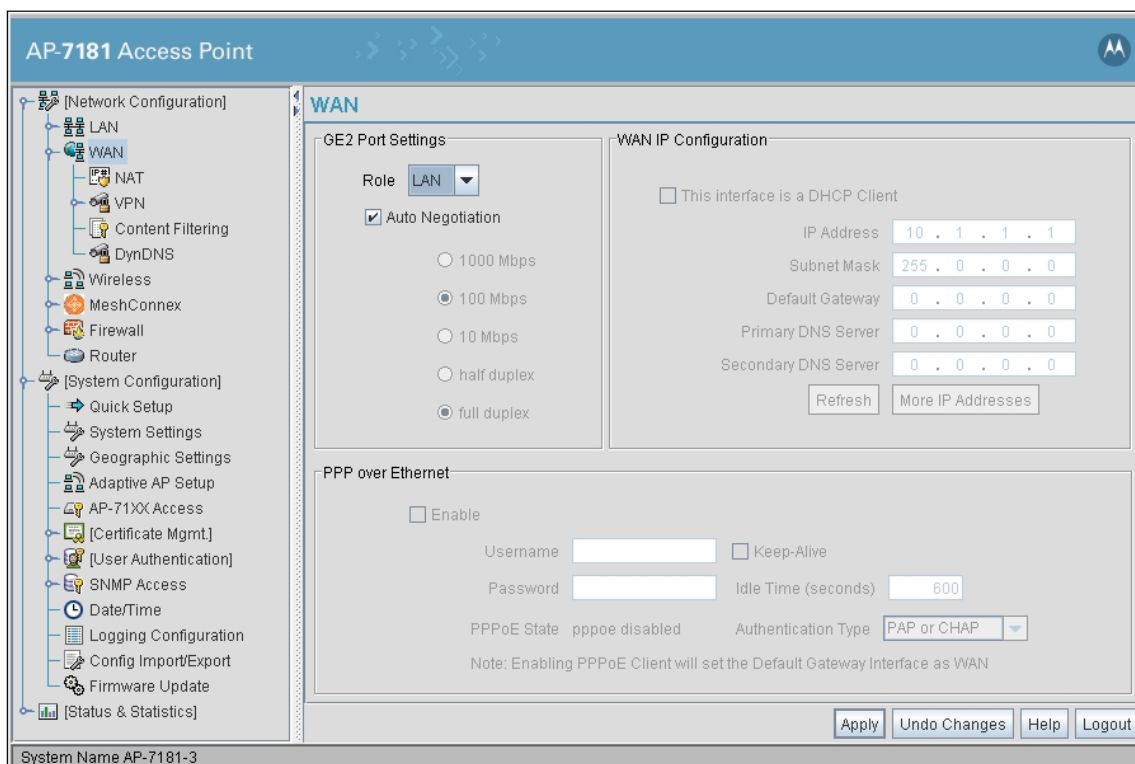 AP-7181 Access Point
[Network Configuration]
LAN
WAN
NAT
VPN
Content Filtering
DynDNS
Wireless
MeshConnex
Firewall
Router
[System Configuration]
Quick Setup
System Settings
Geographic Settings
Adaptive AP Setup
AP-71XX Access
[Certificate Mgmt.]
[User Authentication]
SNMP Access
Date/Time
Logging Configuration
Config Import/Export
Firmware Update
[Status & Statistics]
WAN
GE2 Port Settings
Role LAN
Auto Negotiation
1000 Mbps
100 Mbps
10 Mbps
half duplex
full duplex
WAN IP Configuration
This interface is a DHCP Client
IP Address 10 . 1 . 1 . 1
Subnet Mask 255 . 0 . 0 . 0
Default Gateway 0 . 0 . 0 . 0
Primary DNS Server 0 . 0 . 0 . 0
Secondary DNS Server 0 . 0 . 0 . 0
Refresh More IP Addresses
PPP over Ethernet
Enable
Username Keep-Alive
Password Idle Time (seconds) 600
PPPoE State pppoe disabled Authentication Type PAP or CHAP
Note: Enabling PPPoE Client will set the Default Gateway Interface as WAN
Apply Undo Changes Help Logout
System Name AP-7181-3